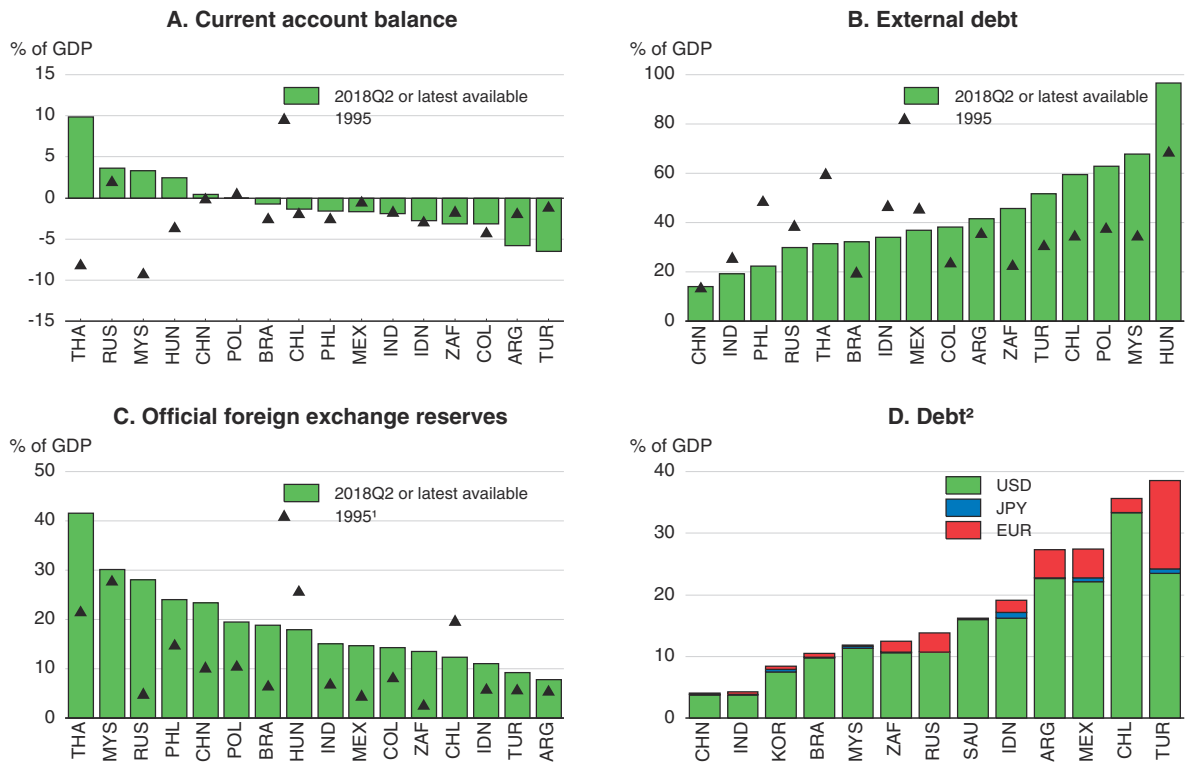 A. Current account balance
% of GDP
15
10
5
0
-5
-10
-15
2018Q2 or latest available
1995
THA
RUS
MYS
HUN
CHN
POL
BRA
CHL
PHL
MEX
IND
IDN
ZAF
COL
ARG
TUR
B. External debt
% of GDP
100
80
60
40
20
0
2018Q2 or latest available
1995
CHN
IND
PHL
RUS
THA
BRA
IDN
MEX
COL
ARG
ZAF
TUR
CHL
POL
MYS
HUN
C. Official foreign exchange reserves
% of GDP
50
40
30
20
10
0
2018Q2 or latest available
1995¹
THA
MYS
RUS
PHL
CHN
POL
BRA
HUN
IND
MEX
COL
ZAF
CHL
IDN
TUR
ARG
D. Debt²
% of GDP
40
30
20
10
0
USD
JPY
EUR
CHN
IND
KOR
BRA
MYS
ZAF
RUS
SAU
IDN
ARG
MEX
CHL
TUR